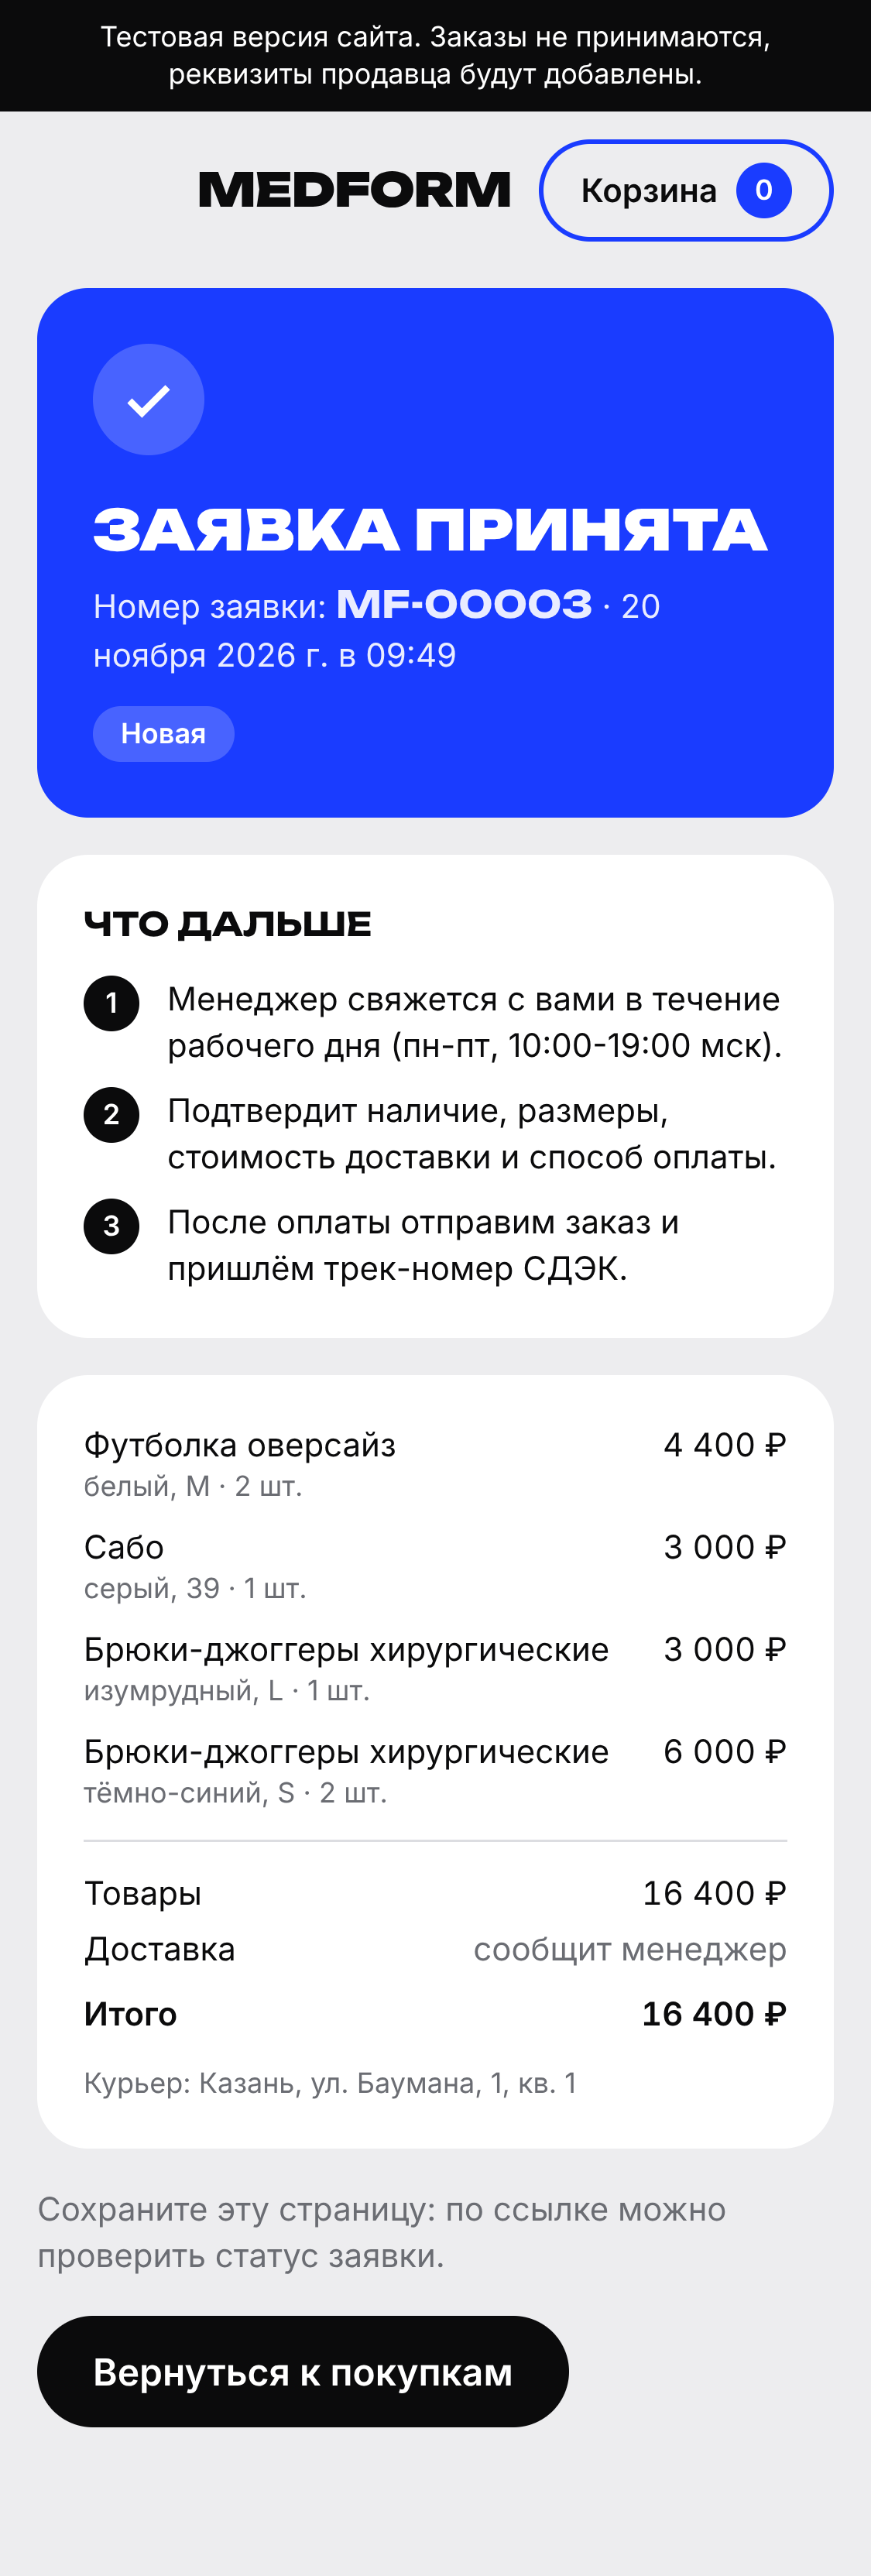 Тестовая версия сайта. Заказы не принимаются,
реквизиты продавца будут добавлены.
MEDFORM
Корзина 0
ЗАЯВКА ПРИНЯТА
Номер заявки: MF-00003 · 20
ноября 2026 г. в 09:49
Новая
ЧТО ДАЛЬШЕ
1 Менеджер свяжется с вами в течение
рабочего дня (пн-пт, 10:00-19:00 мск).
2 Подтвердит наличие, размеры,
стоимость доставки и способ оплаты.
3 После оплаты отправим заказ и
пришлём трек-номер СДЭК.
Футболка оверсайз 4 400 ₽
белый, M · 2 шт.
Сабо 3 000 ₽
серый, 39 · 1 шт.
Брюки-джоггеры хирургические 3 000 ₽
изумрудный, L · 1 шт.
Брюки-джоггеры хирургические 6 000 ₽
тёмно-синий, S · 2 шт.
Товары 16 400 ₽
Доставка сообщит менеджер
Итого 16 400 ₽
Курьер: Казань, ул. Баумана, 1, кв. 1
Сохраните эту страницу: по ссылке можно
проверить статус заявки.
Вернуться к покупкам